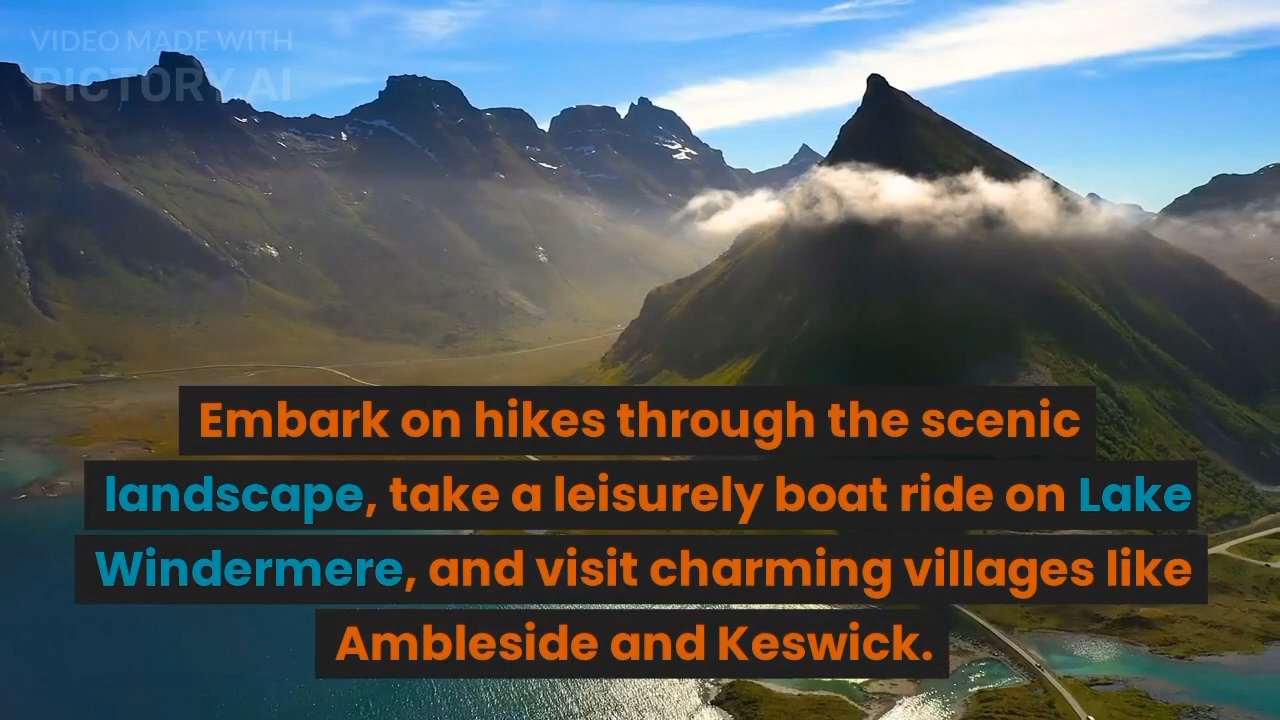 VIDEO MADE WITH
PICTORY.AI
Embark on hikes through the scenic
landscape, take a leisurely boat ride on Lake
Windermere, and visit charming villages like
Ambleside and Keswick.